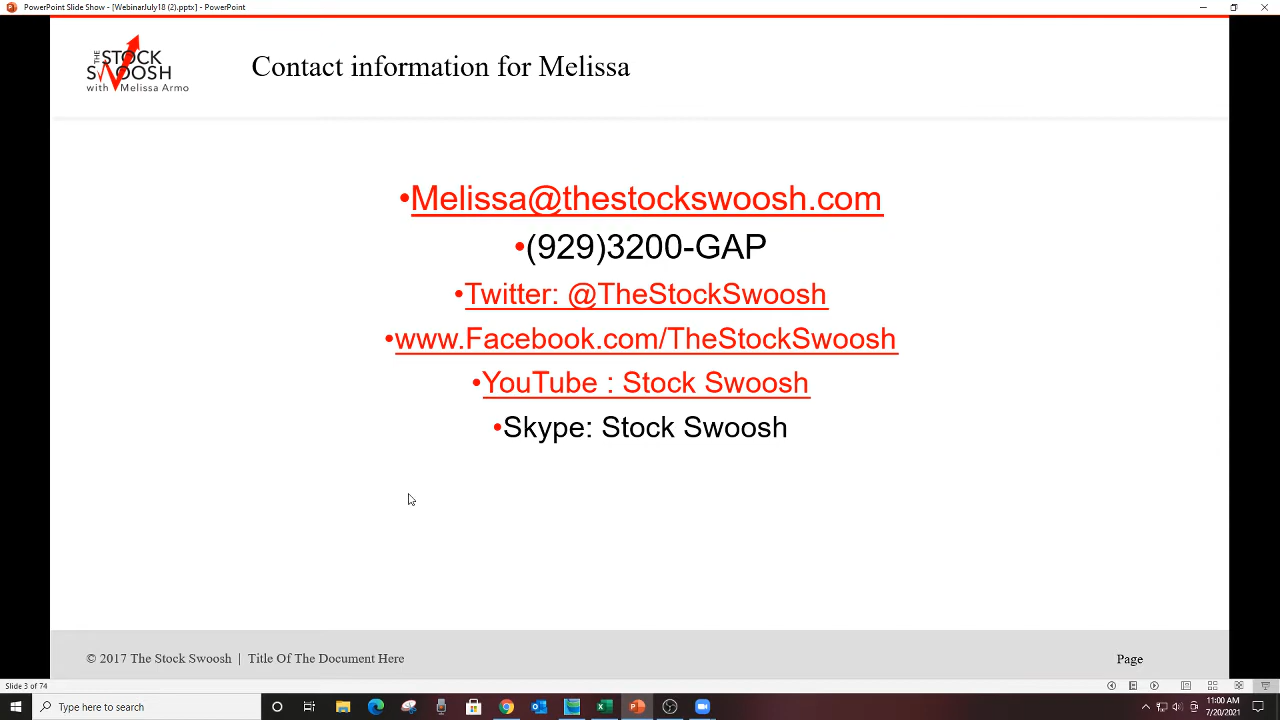 PowerPoint Slide Show - [WebinarJuly18 (2).pptx] - PowerPoint
THE STOCK
SWOOSH
with Melissa Armo
Contact information for Melissa
•Melissa@thestockswoosh.com
•(929)3200-GAP
•Twitter: @TheStockSwoosh
•www.Facebook.com/TheStockSwoosh
•YouTube : Stock Swoosh
•Skype: Stock Swoosh
© 2017 The Stock Swoosh | Title Of The Document Here
Page
Slide 3 of 74
Type here to search
11:00 AM
7/20/2021